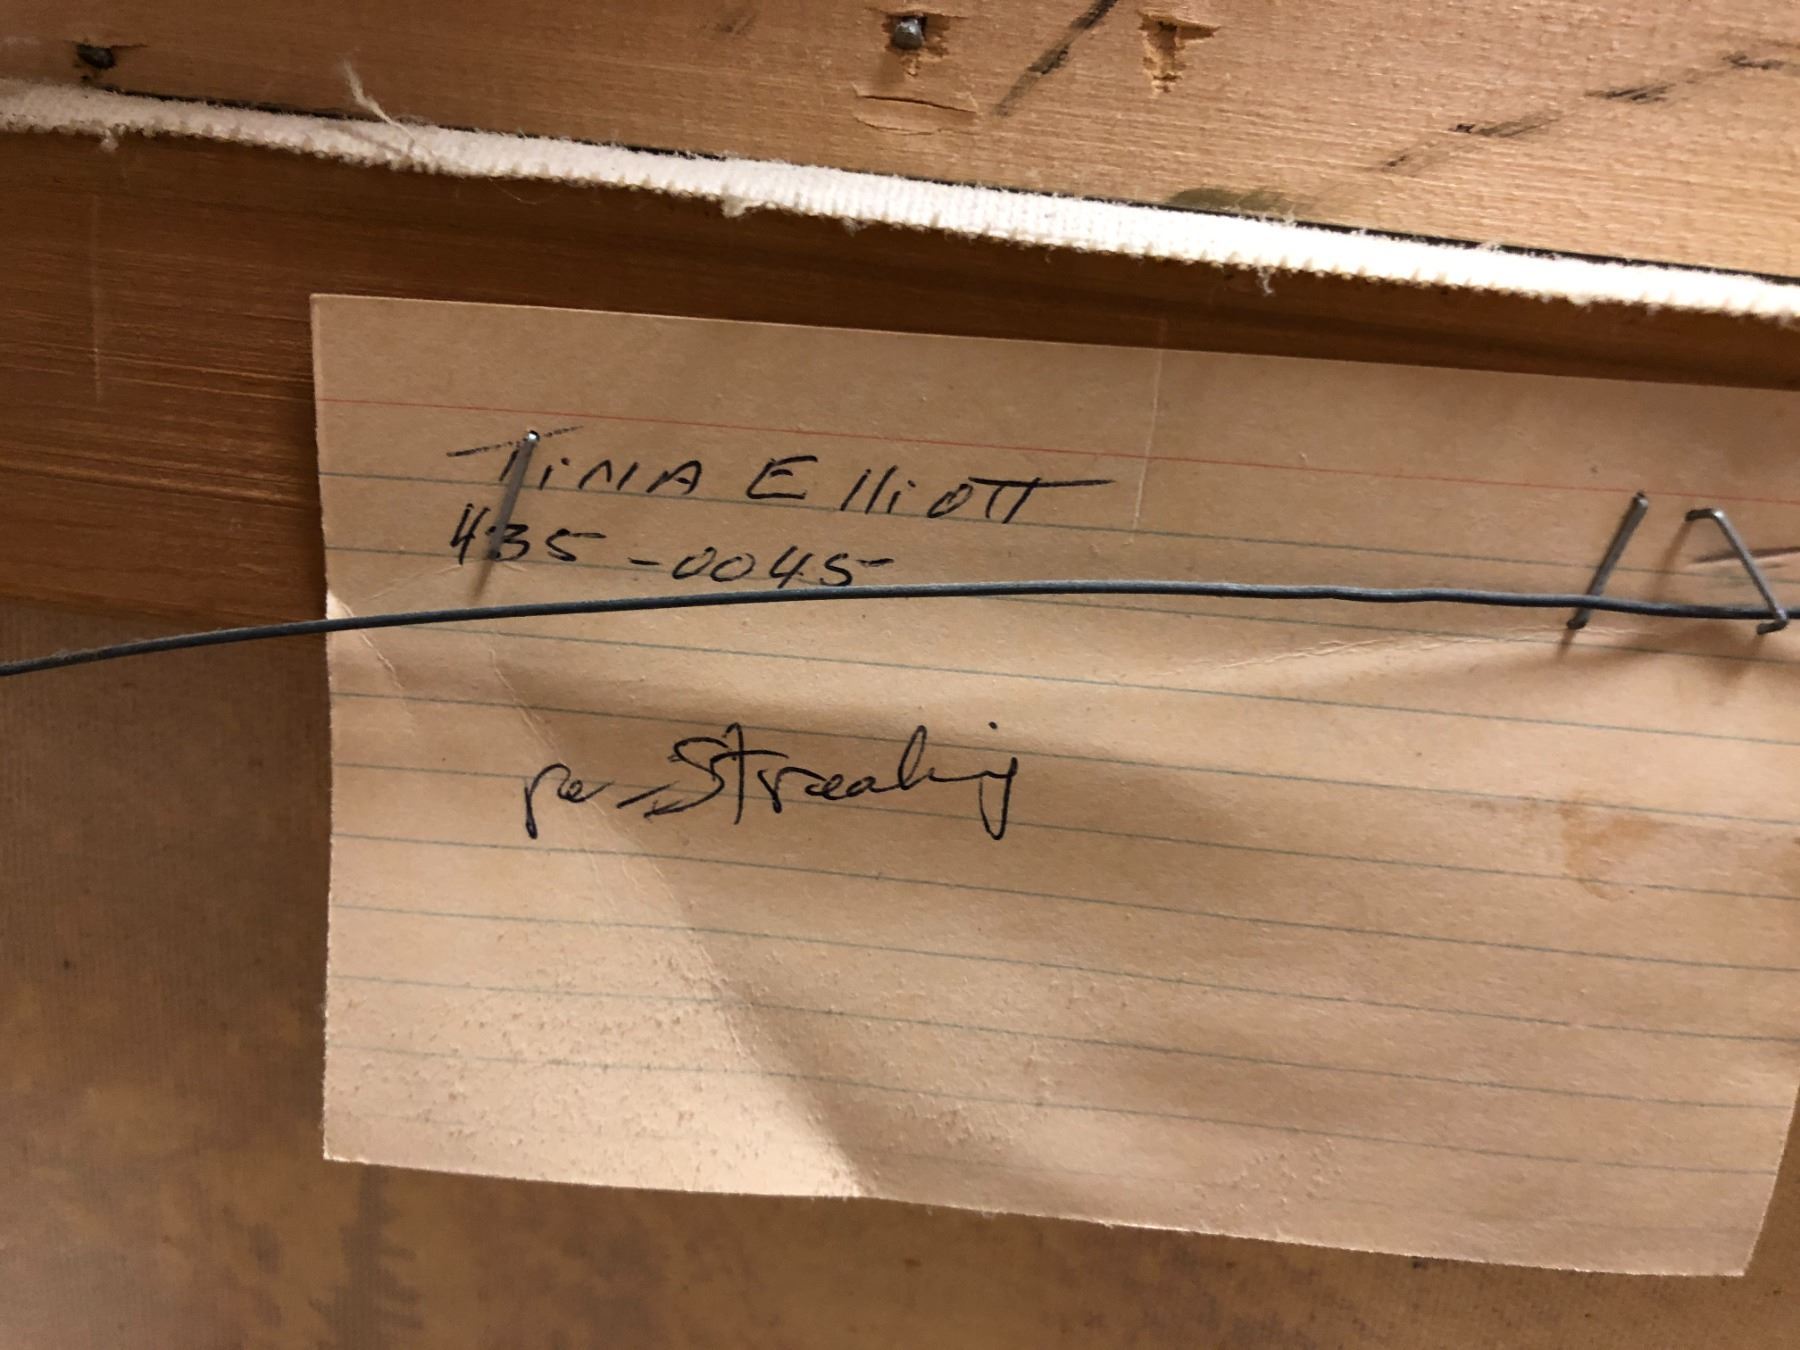 TiNA Elliott
435-0045
re-Streaking